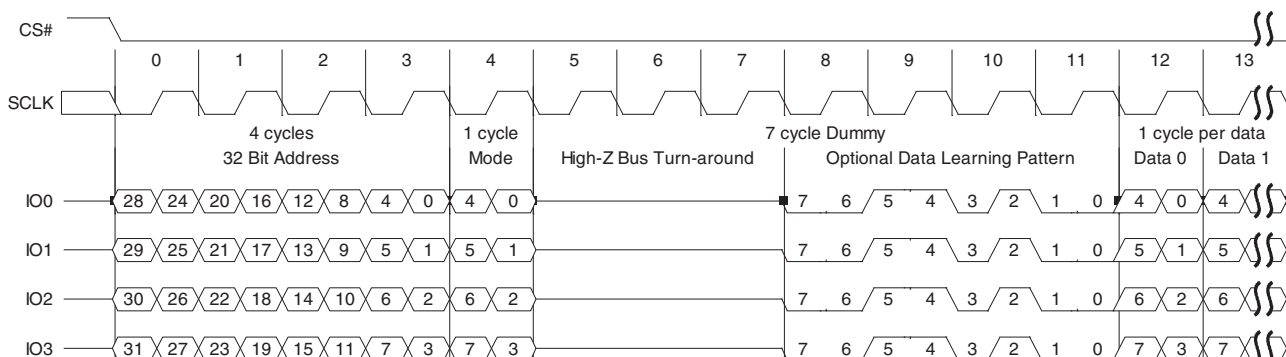 CS#
0 1 2 3 4 5 6 7 8 9 10 11 12 13
SCLK
4 cycles 1 cycle 7 cycle Dummy 1 cycle per data
32 Bit Address Mode High-Z Bus Turn-around Optional Data Learning Pattern Data 0 Data 1
IO0 28 24 20 16 12 8 4 0 4 0 7 6 5 4 3 2 1 0 4 0 4
IO1 29 25 21 17 13 9 5 1 5 1 7 6 5 4 3 2 1 0 5 1 5
IO2 30 26 22 18 14 10 6 2 6 2 7 6 5 4 3 2 1 0 6 2 6
IO3 31 27 23 19 15 11 7 3 7 3 7 6 5 4 3 2 1 0 7 3 7